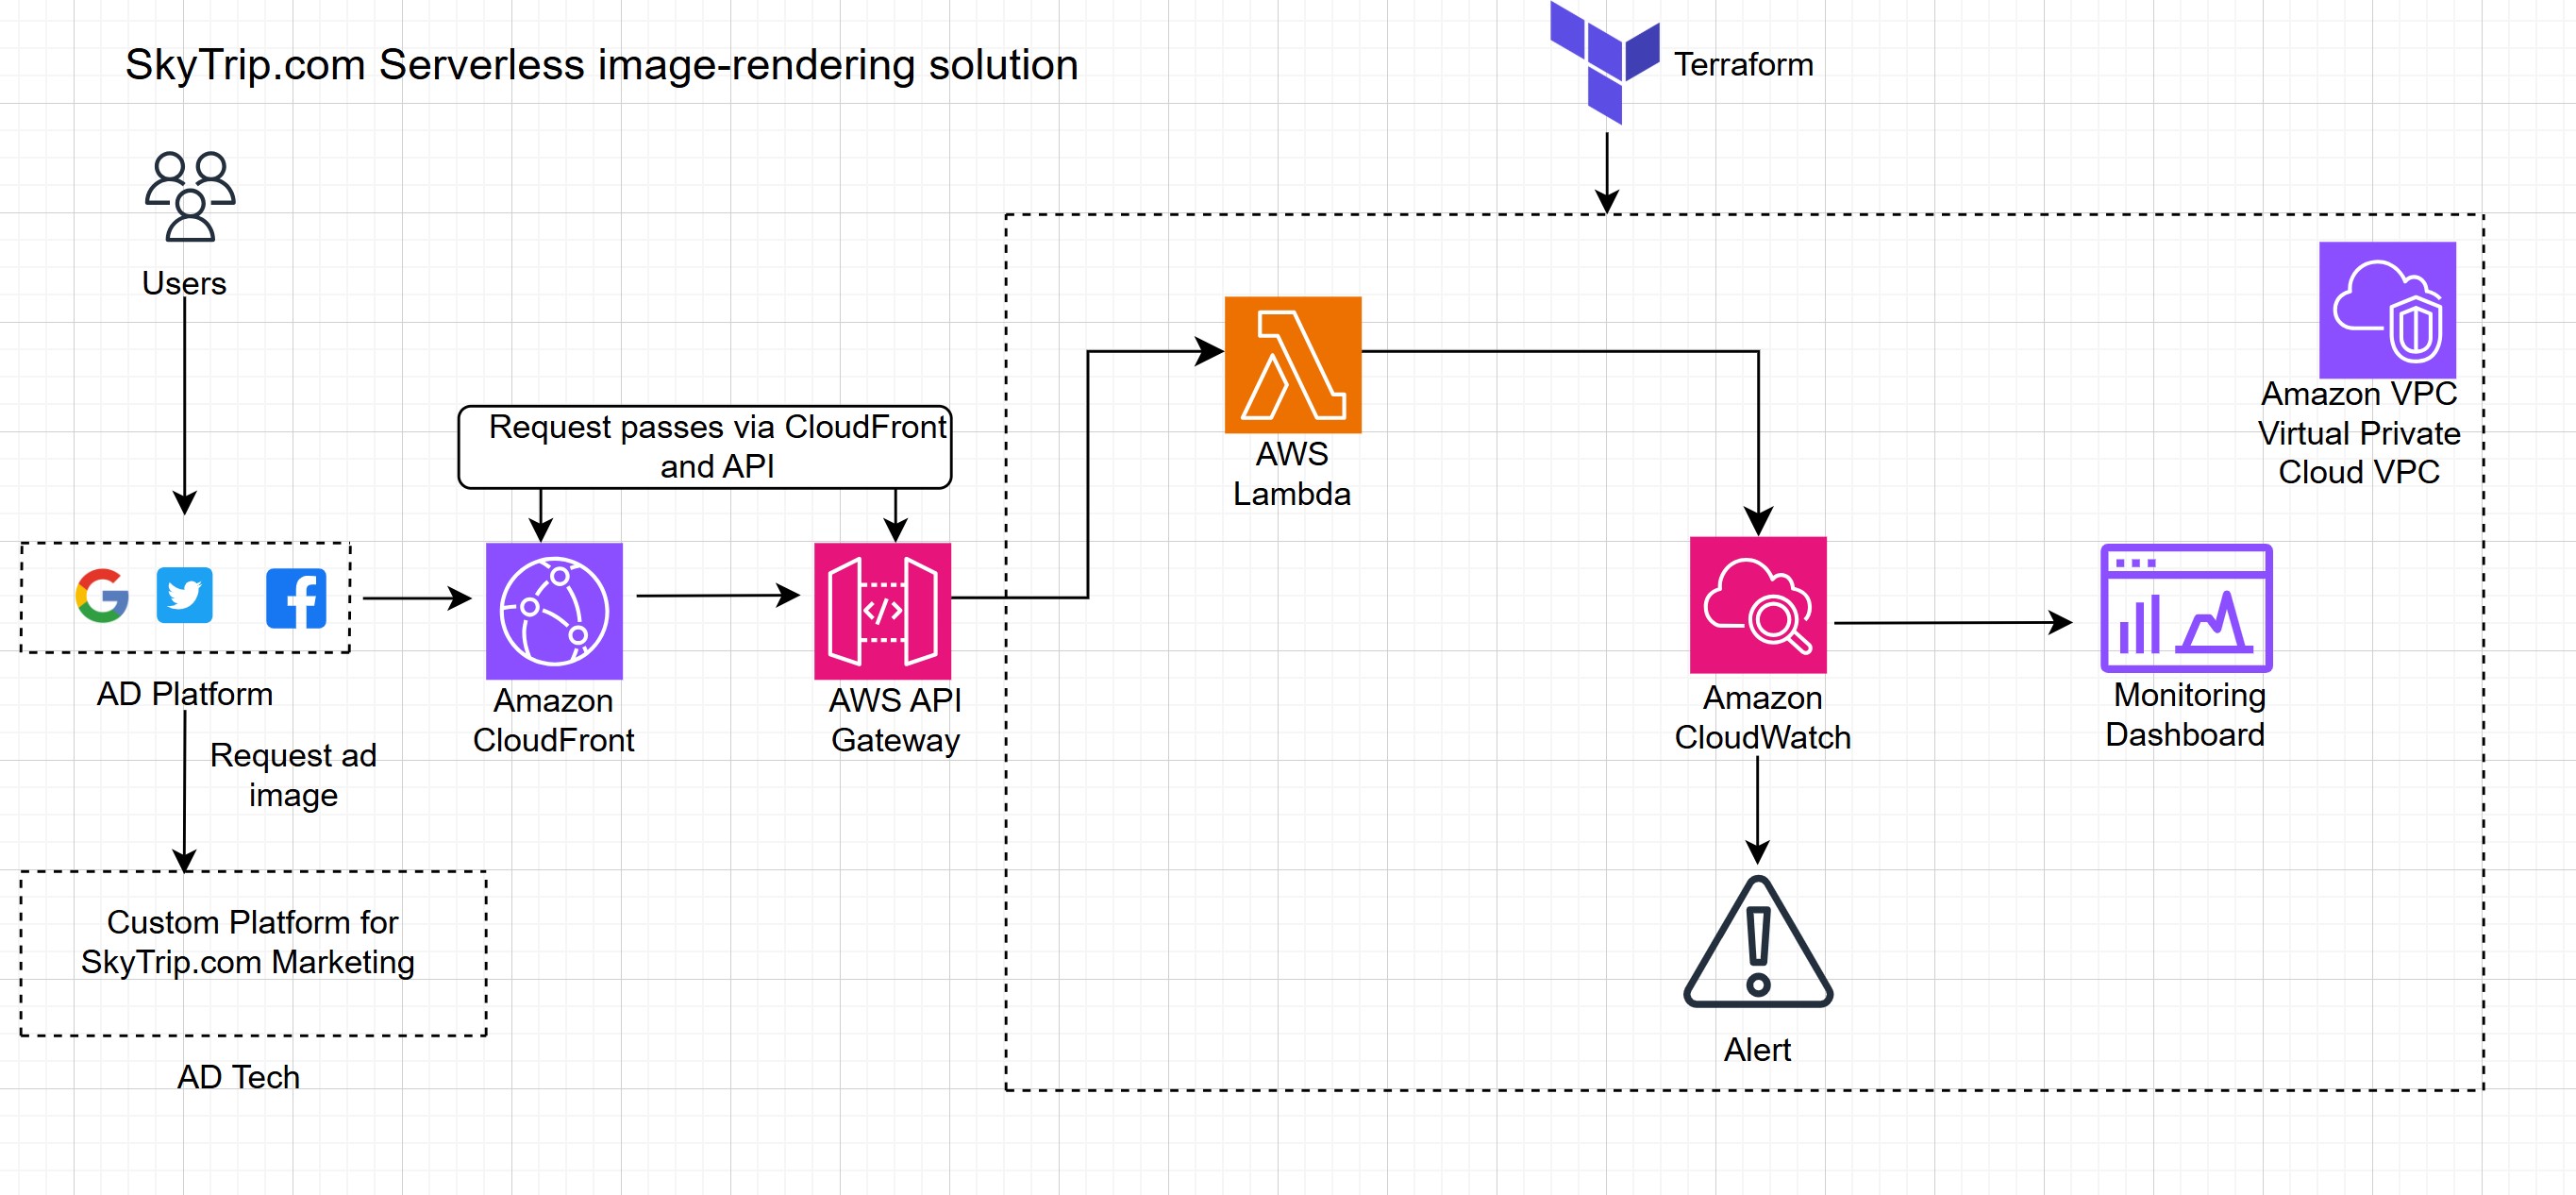 SkyTrip.com Serverless image-rendering solution
Terraform
Users
Request passes via CloudFront
and API
AWS
Lambda
Amazon VPC
Virtual Private
Cloud VPC
AD Platform
Amazon
CloudFront
AWS API
Gateway
Amazon
CloudWatch
Monitoring
Dashboard
Request ad
image
Custom Platform for
SkyTrip.com Marketing
AD Tech
Alert